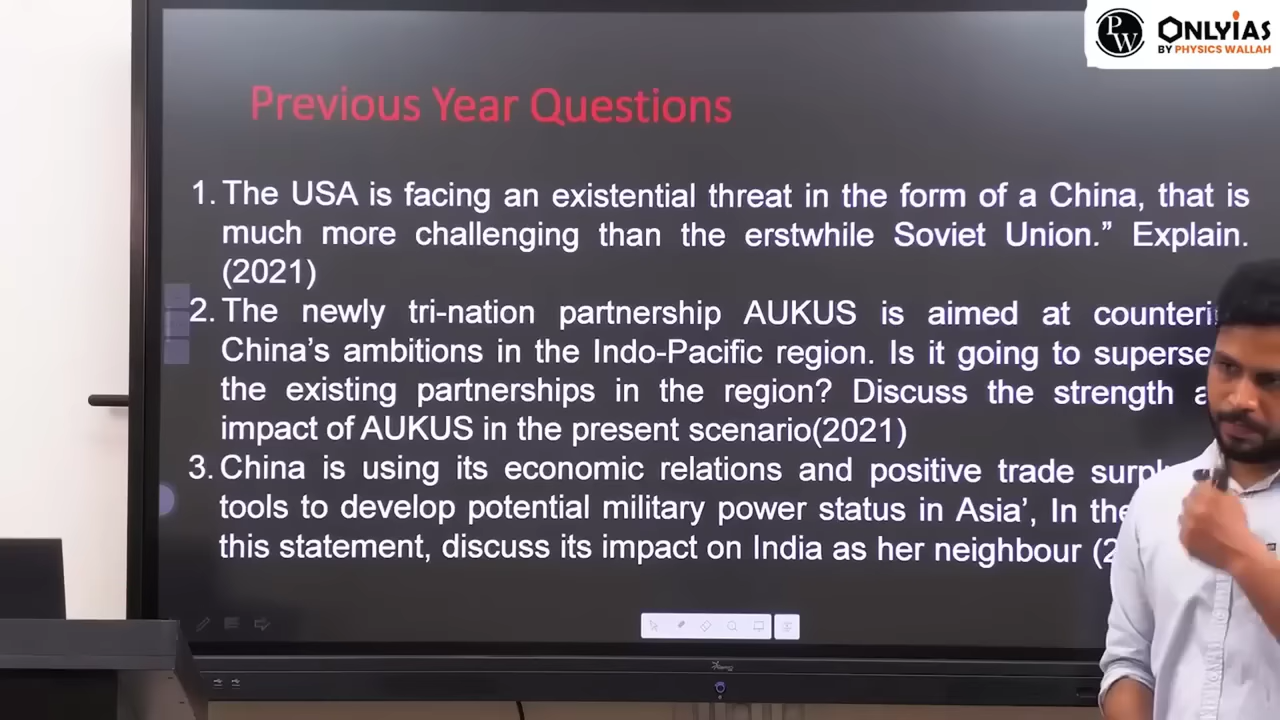 PW
ONLYIAS
BY PHYSICS WALLAH
Previous Year Questions
1. The USA is facing an existential threat in the form of a China, that is
much more challenging than the erstwhile Soviet Union.” Explain.
(2021)
2. The newly tri-nation partnership AUKUS is aimed at counteri
China’s ambitions in the Indo-Pacific region. Is it going to superse
the existing partnerships in the region? Discuss the strength a
impact of AUKUS in the present scenario(2021)
3. China is using its economic relations and positive trade surpl
tools to develop potential military power status in Asia’, In the
this statement, discuss its impact on India as her neighbour (2